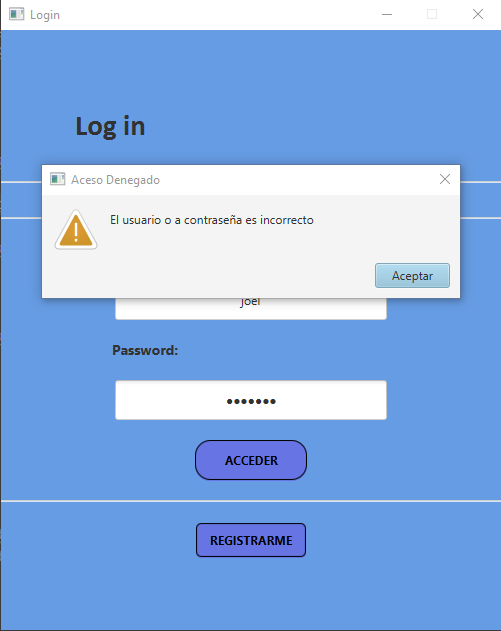 Login
Log in
Aceso Denegado
El usuario o a contraseña es incorrecto
Aceptar
joel
Password:
•••••••
ACCEDER
REGISTRARME